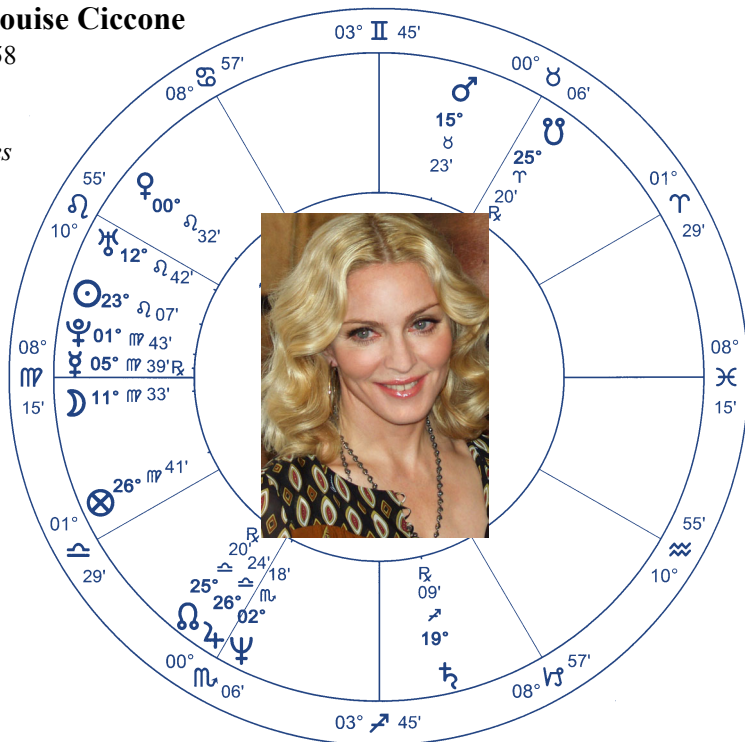 ouise Ciccone
58
es
03° ♊ 45'
08° ♋ 57'
00° ♉ 06'
♂
15°
♉
23'
☋
25°
♈
20'
℞
01° ♈ 29'
55'
♌
10°
♀ 00° ♌ 32'
♅ 12° ♌ 42'
☉ 23° ♌ 07'
♇ 01° ♍ 43'
☿ 05° ♍ 39' ℞
08°
♍
15'
☽ 11° ♍ 33'
08°
♓
15'
⊗ 26° ♍ 41'
01°
♎
29'
℞
20'
♎
25°
☊
24'
♎
26°
♃
18'
♏
02°
♆
℞
09'
♐
19°
♄
55'
♒
10°
00° ♏ 06'
03° ♐ 45'
08° ♑ 57'